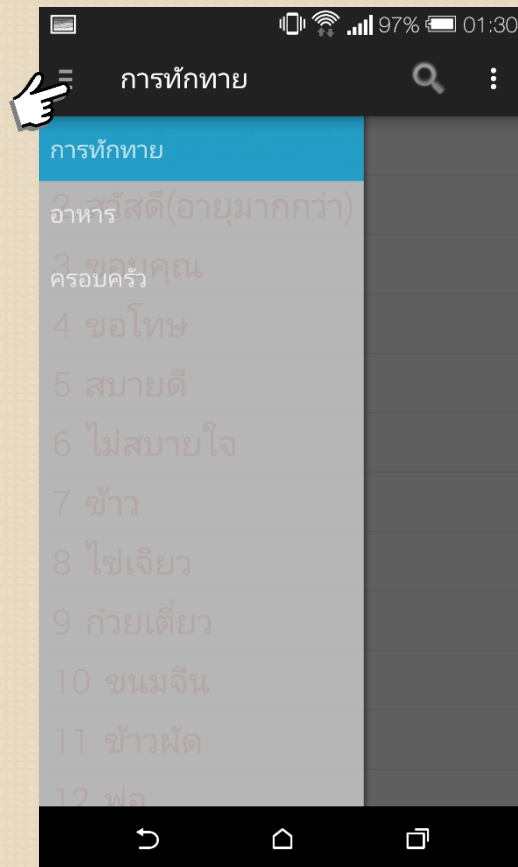 97% 01:30
การทักทาย
การทักทาย
2 สวัสดี(อายุมากกว่า)
อาหาร
3 ขอบคุณ
ครอบครัว
4 ขอโทษ
5 สบายดี
6 ไม่สบายใจ
7 ข้าว
8 ไข่เจียว
9 ก๋วยเตี๋ยว
10 ขนมจีน
11 ข้าวผัด
12 พ่อ